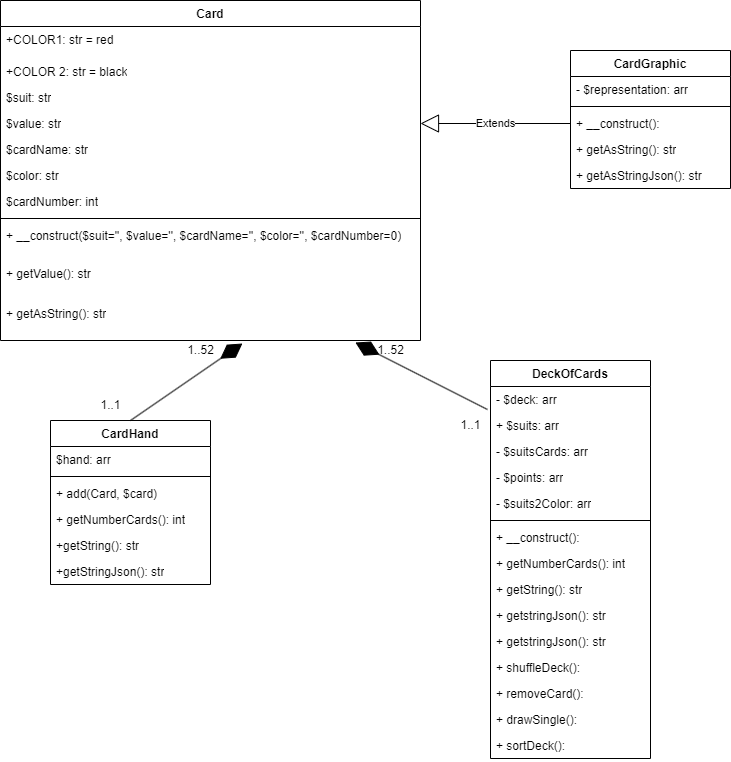 Card
+COLOR1: str = red
+COLOR 2: str = black
$suit: str
$value: str
$cardName: str
$color: str
$cardNumber: int
+ __construct($suit='', $value='', $cardName='', $color='', $cardNumber=0)
+ getValue(): str
+ getAsString(): str
Extends
CardGraphic
- $representation: arr
+ __construct():
+ getAsString(): str
+ getAsStringJson(): str
1..52
1..1
CardHand
$hand: arr
+ add(Card, $card)
+ getNumberCards(): int
+getString(): str
+getStringJson(): str
1..52
1..1
DeckOfCards
- $deck: arr
+ $suits: arr
- $suitsCards: arr
- $points: arr
- $suits2Color: arr
+ __construct():
+ getNumberCards(): int
+ getString(): str
+ getstringJson(): str
+ getstringJson(): str
+ shuffleDeck():
+ removeCard():
+ drawSingle():
+ sortDeck():